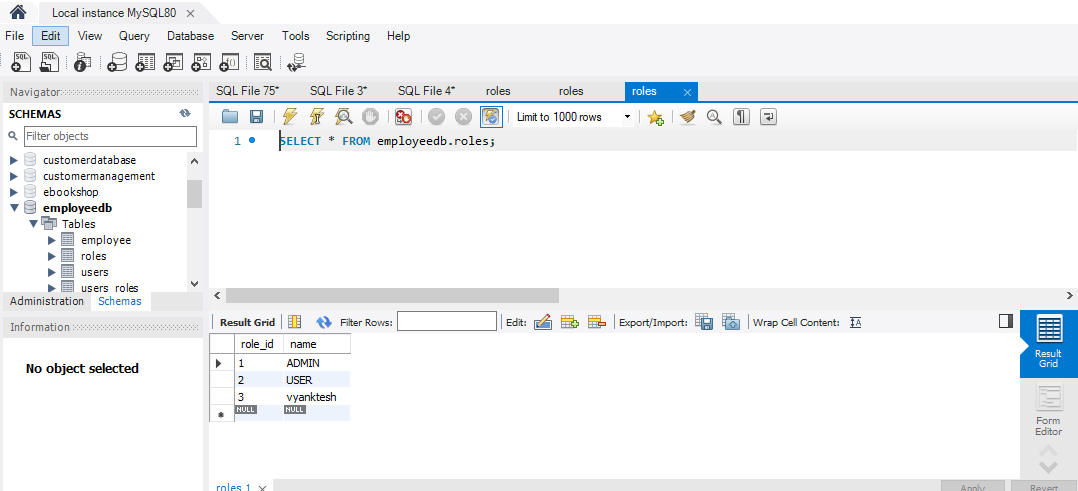 Local instance MySQL80
File Edit View Query Database Server Tools Scripting Help
Navigator
SCHEMAS
Filter objects
customerdatabase
customermanagement
ebookshop
employeedb
Tables
employee
roles
users
users_roles
Administration Schemas
Information
No object selected
SQL File 75* SQL File 3* SQL File 4* roles roles roles
Limit to 1000 rows
1 SELECT * FROM employeedb.roles;
Result Grid Filter Rows: Edit: Export/Import: Wrap Cell Content:
role_id name
1 ADMIN
2 USER
3 vyanktesh
NULL NULL
Result
Grid
Form
Editor
roles 1
Apply Revert